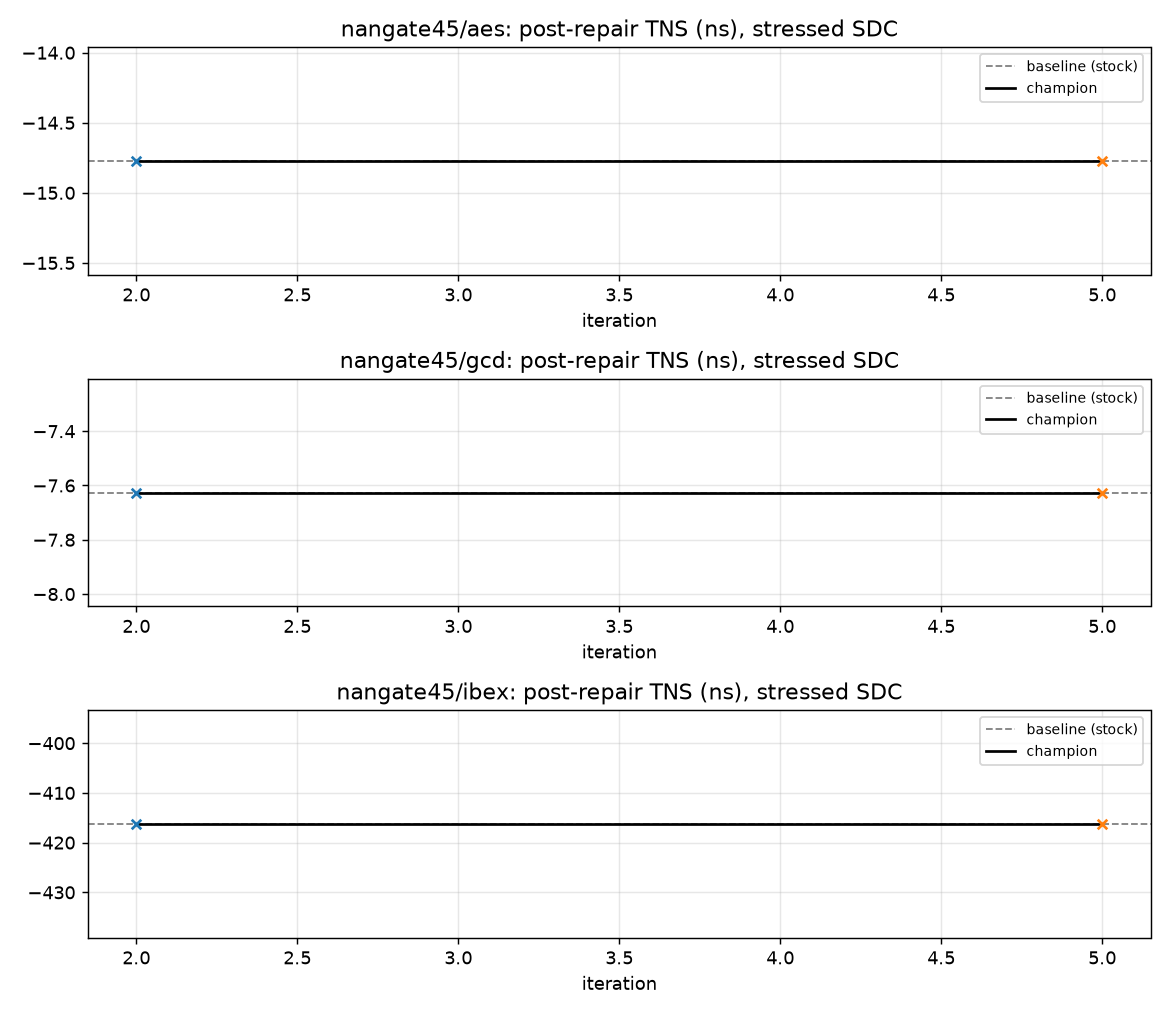 nangate45/aes: post-repair TNS (ns), stressed SDC
−14.0
−14.5
−15.0
−15.5
baseline (stock)
champion
2.0 2.5 3.0 3.5 4.0 4.5 5.0
iteration
nangate45/gcd: post-repair TNS (ns), stressed SDC
−7.4
−7.6
−7.8
−8.0
baseline (stock)
champion
2.0 2.5 3.0 3.5 4.0 4.5 5.0
iteration
nangate45/ibex: post-repair TNS (ns), stressed SDC
−400
−410
−420
−430
baseline (stock)
champion
2.0 2.5 3.0 3.5 4.0 4.5 5.0
iteration